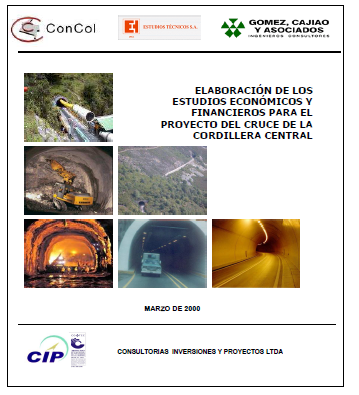 ConCol
ESTUDIOS TÉCNICOS S.A.
GOMEZ, CAJIAO
Y ASOCIADOS
INGENIEROS CONSULTORES
ELABORACIÓN DE LOS
ESTUDIOS ECONÓMICOS Y
FINANCIEROS PARA EL
PROYECTO DEL CRUCE DE LA
CORDILLERA CENTRAL
MARZO DE 2000
CIP
CONSULTORIAS INVERSIONES Y PROYECTOS LTDA